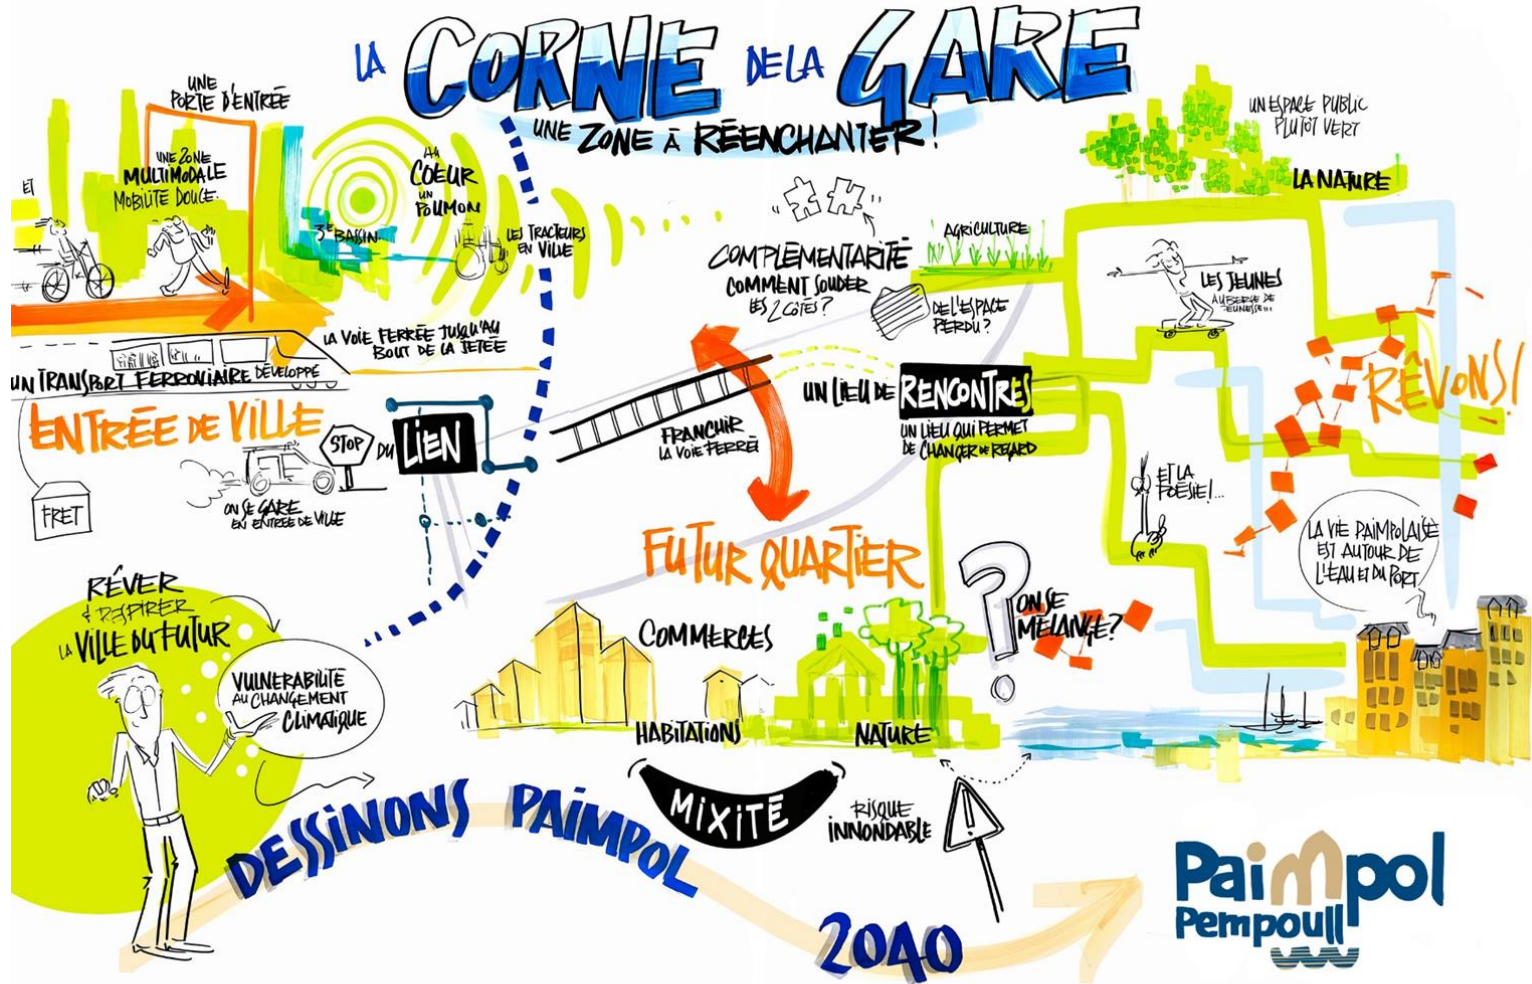 LA CORNE DE LA GARE
UNE ZONE À RÉENCHANTER!
UNE
PORTE D'ENTRÉE
ET
UNE ZONE
MULTIMODALE
MOBILITÉ DOUCE.
3E BASSIN
AU
COEUR
UN
POUMON
LES TRACTEURS
EN VILLE
LA VOIE FERRÉE JUSQU'AU
BOUT DE LA JETÉE
UN TRANSPORT FERROVIAIRE DÉVELOPPÉ
ENTRÉE DE VILLE
FRET
STOP
ON SE GARE
EN ENTRÉE DE VILLE
DU LIEN
COMPLÉMENTARITÉ
COMMENT SOUDER
LES 2 CÔTÉS?
AGRICULTURE
DE L'ESPACE
PERDU?
FRANCHIR
LA VOIE FERRÉE
UN LIEU DE RENCONTRES
UN LIEU QUI PERMET
DE CHANGER DE REGARD
UN ESPACE PUBLIC
PLUTÔT VERT
LA NATURE
LES JEUNES
AUBERGE DE
JEUNESSE...
RÊVONS!
ET LA
POÉSIE!...
LA VIE PAIMPOLAISE
EST AUTOUR DE
L'EAU ET DU PORT
FUTUR QUARTIER
COMMERCES
HABITATIONS
NATURE
?
ON SE
MÉLANGE?
MIXITÉ
RISQUE
INNONDABLE
!
RÊVER
& RESPIRER
LA VILLE DU FUTUR
VULNERABILITÉ
AU CHANGEMENT
CLIMATIQUE
DESSINONS PAIMPOL
2040
Paimpol
Pempoull